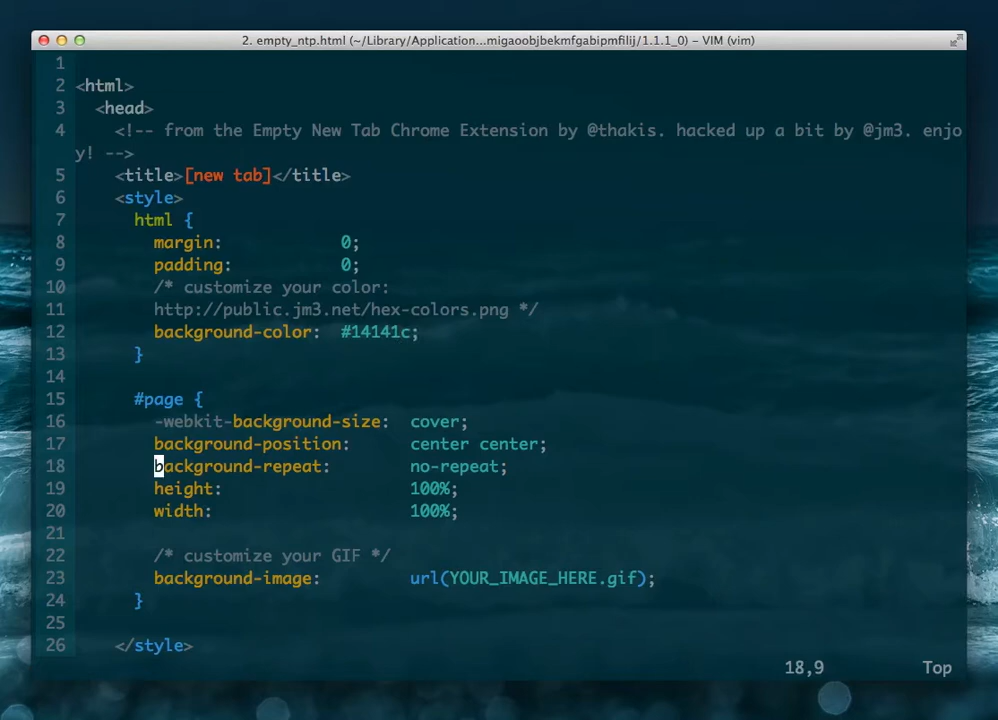 2. empty_ntp.html (~/Library/Application...migaoobjbekmfgabipmfilij/1.1.1_0) – VIM (vim)
1
2 <html>
3 <head>
4 <!-- from the Empty New Tab Chrome Extension by @thakis. hacked up a bit by @jm3. enjo
y! -->
5 <title>[new tab]</title>
6 <style>
7 html {
8 margin: 0;
9 padding: 0;
10 /* customize your color:
11 http://public.jm3.net/hex-colors.png */
12 background-color: #14141c;
13 }
14
15 #page {
16 -webkit-background-size: cover;
17 background-position: center center;
18 background-repeat: no-repeat;
19 height: 100%;
20 width: 100%;
21
22 /* customize your GIF */
23 background-image: url(YOUR_IMAGE_HERE.gif);
24 }
25
26 </style>
18,9 Top